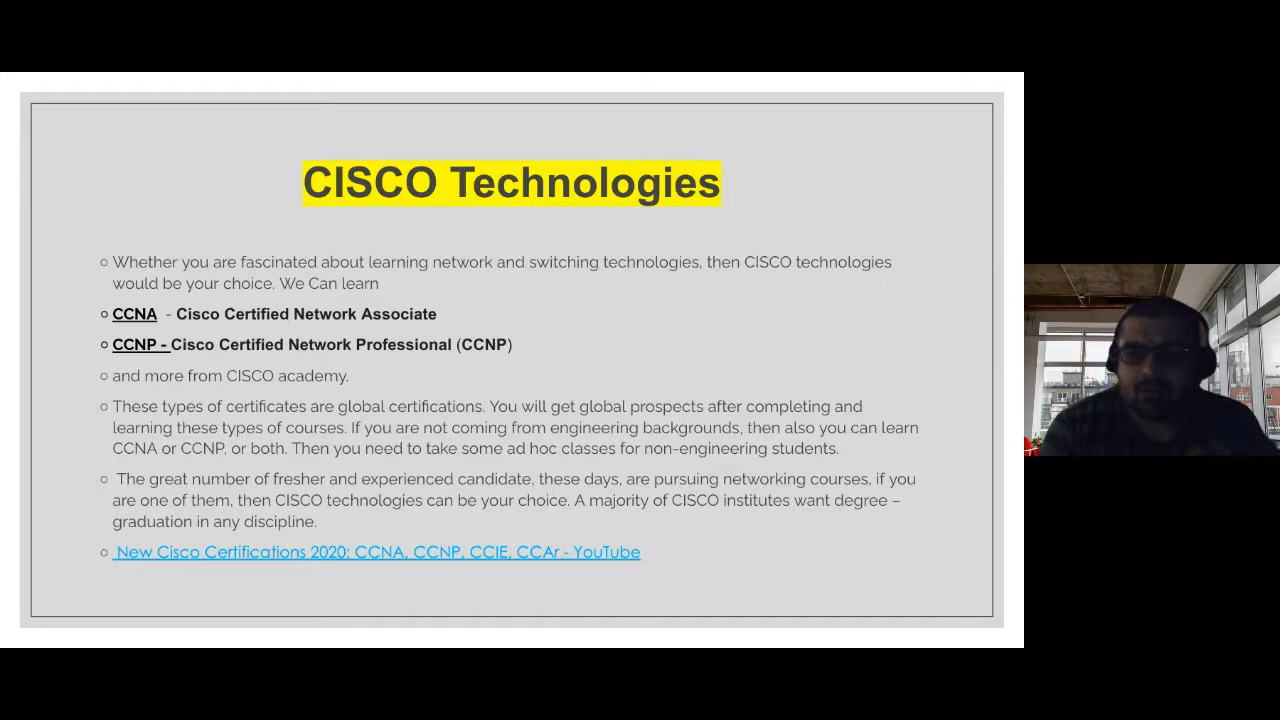 CISCO Technologies
○ Whether you are fascinated about learning network and switching technologies, then CISCO technologies
would be your choice. We Can learn
○ CCNA - Cisco Certified Network Associate
○ CCNP - Cisco Certified Network Professional (CCNP)
○ and more from CISCO academy.
○ These types of certificates are global certifications. You will get global prospects after completing and
learning these types of courses. If you are not coming from engineering backgrounds, then also you can learn
CCNA or CCNP, or both. Then you need to take some ad hoc classes for non-engineering students.
○ The great number of fresher and experienced candidate, these days, are pursuing networking courses, if you
are one of them, then CISCO technologies can be your choice. A majority of CISCO institutes want degree –
graduation in any discipline.
○ New Cisco Certifications 2020: CCNA, CCNP, CCIE, CCAr - YouTube